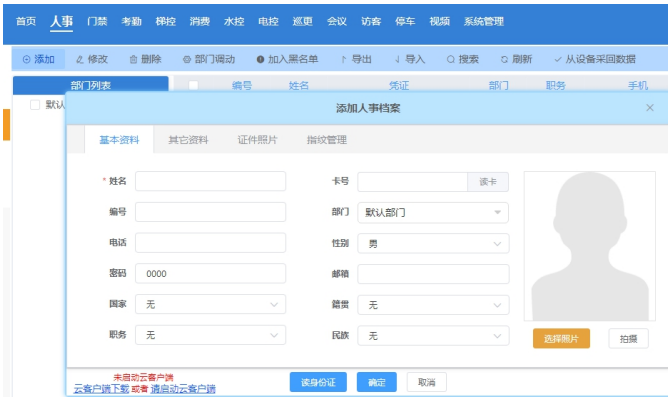 首页 人事 门禁 考勤 梯控 消费 水控 电控 巡更 会议 访客 停车 视频 系统管理
添加 修改 删除 部门调动 加入黑名单 导出 导入 搜索 刷新 从设备采回数据
部门列表 编号 姓名 凭证 部门 职务 手机
默认
添加人事档案
基本资料 其它资料 证件照片 指纹管理
* 姓名 卡号 读卡
编号 部门 默认部门
电话 性别 男
密码 0000 邮箱
国家 无 籍贯 无
职务 无 民族 无
选择照片 拍摄
未启动云客户端
云客户端下载 或者 请启动云客户端
读身份证 确定 取消